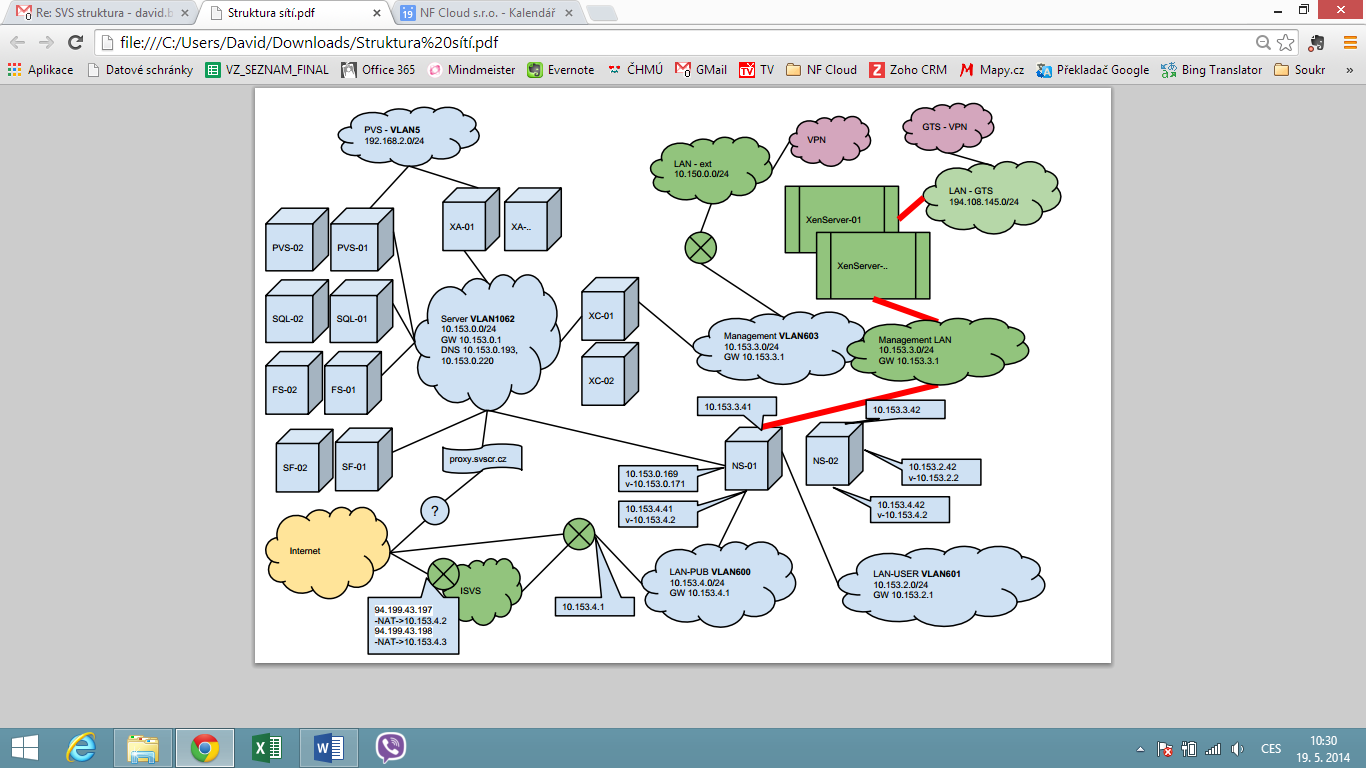 Re: SVS struktura - david.b
Struktura sítí.pdf
19
NF Cloud s.r.o. - Kalendář
file:///C:/Users/David/Downloads/Struktura%20sítí.pdf
Aplikace
Datové schránky
VZ_SEZNAM_FINAL
Office 365
Mindmeister
Evernote
ČHMÚ
GMail
TV
NF Cloud
Zoho CRM
Mapy.cz
Překladač Google
Bing Translator
Soukr
»
PVS - VLAN5
192.168.2.0/24
VPN
GTS - VPN
LAN - ext
10.150.0.0/24
LAN - GTS
194.108.145.0/24
XA-01
XA-..
XenServer-01
XenServer-..
PVS-02
PVS-01
SQL-02
SQL-01
FS-02
FS-01
SF-02
SF-01
Server VLAN1062
10.153.0.0/24
GW 10.153.0.1
DNS 10.153.0.193,
10.153.0.220
XC-01
XC-02
Management VLAN603
10.153.3.0/24
GW 10.153.3.1
Management LAN
10.153.3.0/24
GW 10.153.3.1
10.153.3.41
10.153.3.42
proxy.svscr.cz
NS-01
NS-02
10.153.0.169
v-10.153.0.171
10.153.2.42
v-10.153.2.2
10.153.4.41
v-10.153.4.2
10.153.4.42
v-10.153.4.2
?
Internet
ISVS
94.199.43.197
-NAT->10.153.4.2
94.199.43.198
-NAT->10.153.4.3
10.153.4.1
LAN-PUB VLAN600
10.153.4.0/24
GW 10.153.4.1
LAN-USER VLAN601
10.153.2.0/24
GW 10.153.2.1
CES
10:30
19. 5. 2014